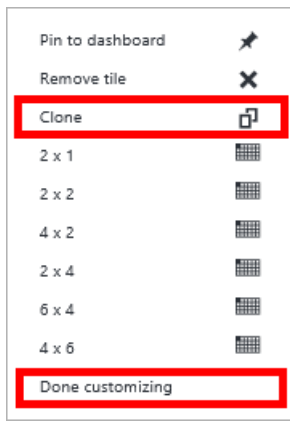 Pin to dashboard
Remove tile
Clone
2 x 1
2 x 2
4 x 2
2 x 4
6 x 4
4 x 6
Done customizing